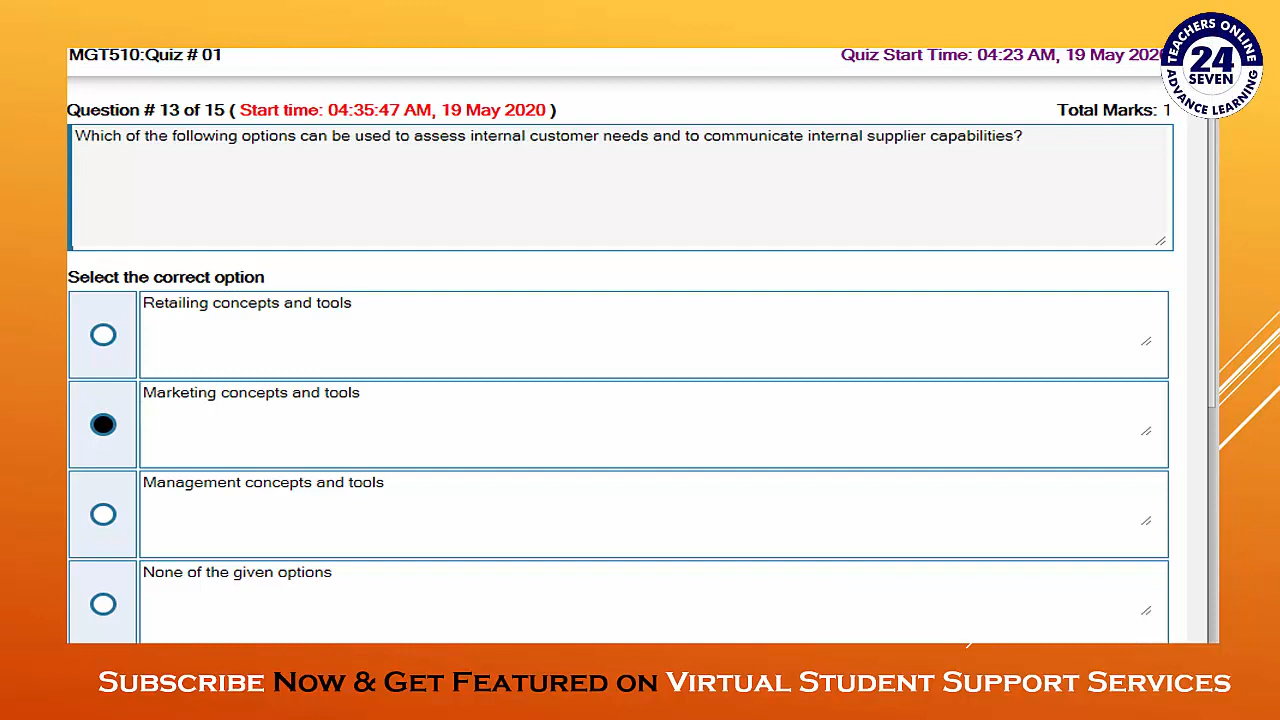 MGT510:Quiz # 01
Quiz Start Time: 04:23 AM, 19 May 202
TEACHERS ONLINE
24
SEVEN
ADVANCE LEARNING
Question # 13 of 15 ( Start time: 04:35:47 AM, 19 May 2020 )
Total Marks: 1
Which of the following options can be used to assess internal customer needs and to communicate internal supplier capabilities?
Select the correct option
Retailing concepts and tools
Marketing concepts and tools
Management concepts and tools
None of the given options
Subscribe Now & Get Featured on Virtual Student Support Services